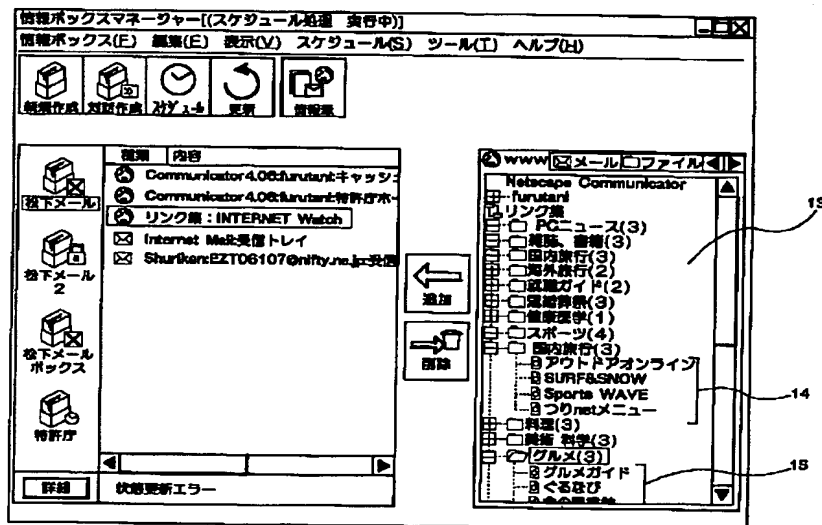 情報ボックスマネージャー[(スケジュール処理 実行中)]
情報ボックス(F) 編集(E) 表示(V) スケジュール(S) ツール(T) ヘルプ(H)
新規作成 対話作成 スケジュール 更新 情報源
種類 内容
Communicator4.06:furutani:キャッシ
Communicator4.06:furutani:特許庁ホー
リンク集：INTERNET Watch
Internet Mail:受信トレイ
Shuriken:EZT06107@nifty.ne.jp:受信
松下メール
松下メール
2
松下メール
ボックス
特許庁
詳細
状態更新エラー
追加
削除
www メール ファイル
Netscape Communicator
furutani
リンク集
PCニュース(3)
雑誌、書籍(3)
国内旅行(3)
海外旅行(2)
就職ガイド(2)
冠婚葬祭(3)
健康医学(1)
スポーツ(4)
国内旅行(3)
アウトドアオンライン
SURF&SNOW
Sports WAVE
つりnetメニュー
料理(3)
美術 科学(3)
グルメ(3)
グルメガイド
ぐるなび
13
14
15